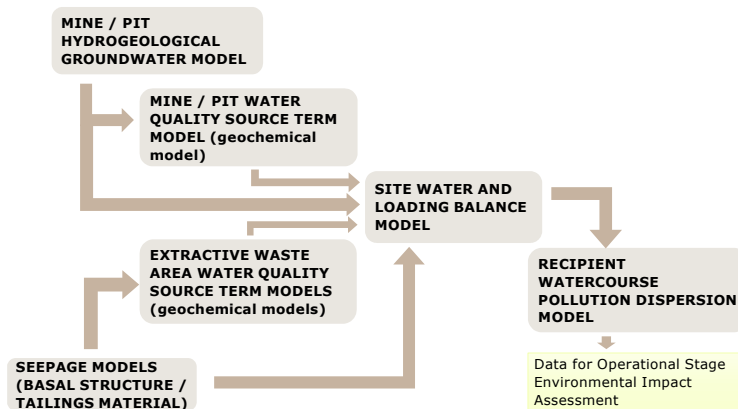 MINE / PIT
HYDROGEOLOGICAL
GROUNDWATER MODEL
MINE / PIT WATER
QUALITY SOURCE TERM
MODEL (geochemical
model)
SITE WATER AND
LOADING BALANCE
MODEL
EXTRACTIVE WASTE
AREA WATER QUALITY
SOURCE TERM MODELS
(geochemical models)
RECIPIENT
WATERCOURSE
POLLUTION DISPERSION
MODEL
SEEPAGE MODELS
(BASAL STRUCTURE /
TAILINGS MATERIAL)
Data for Operational Stage
Environmental Impact
Assessment